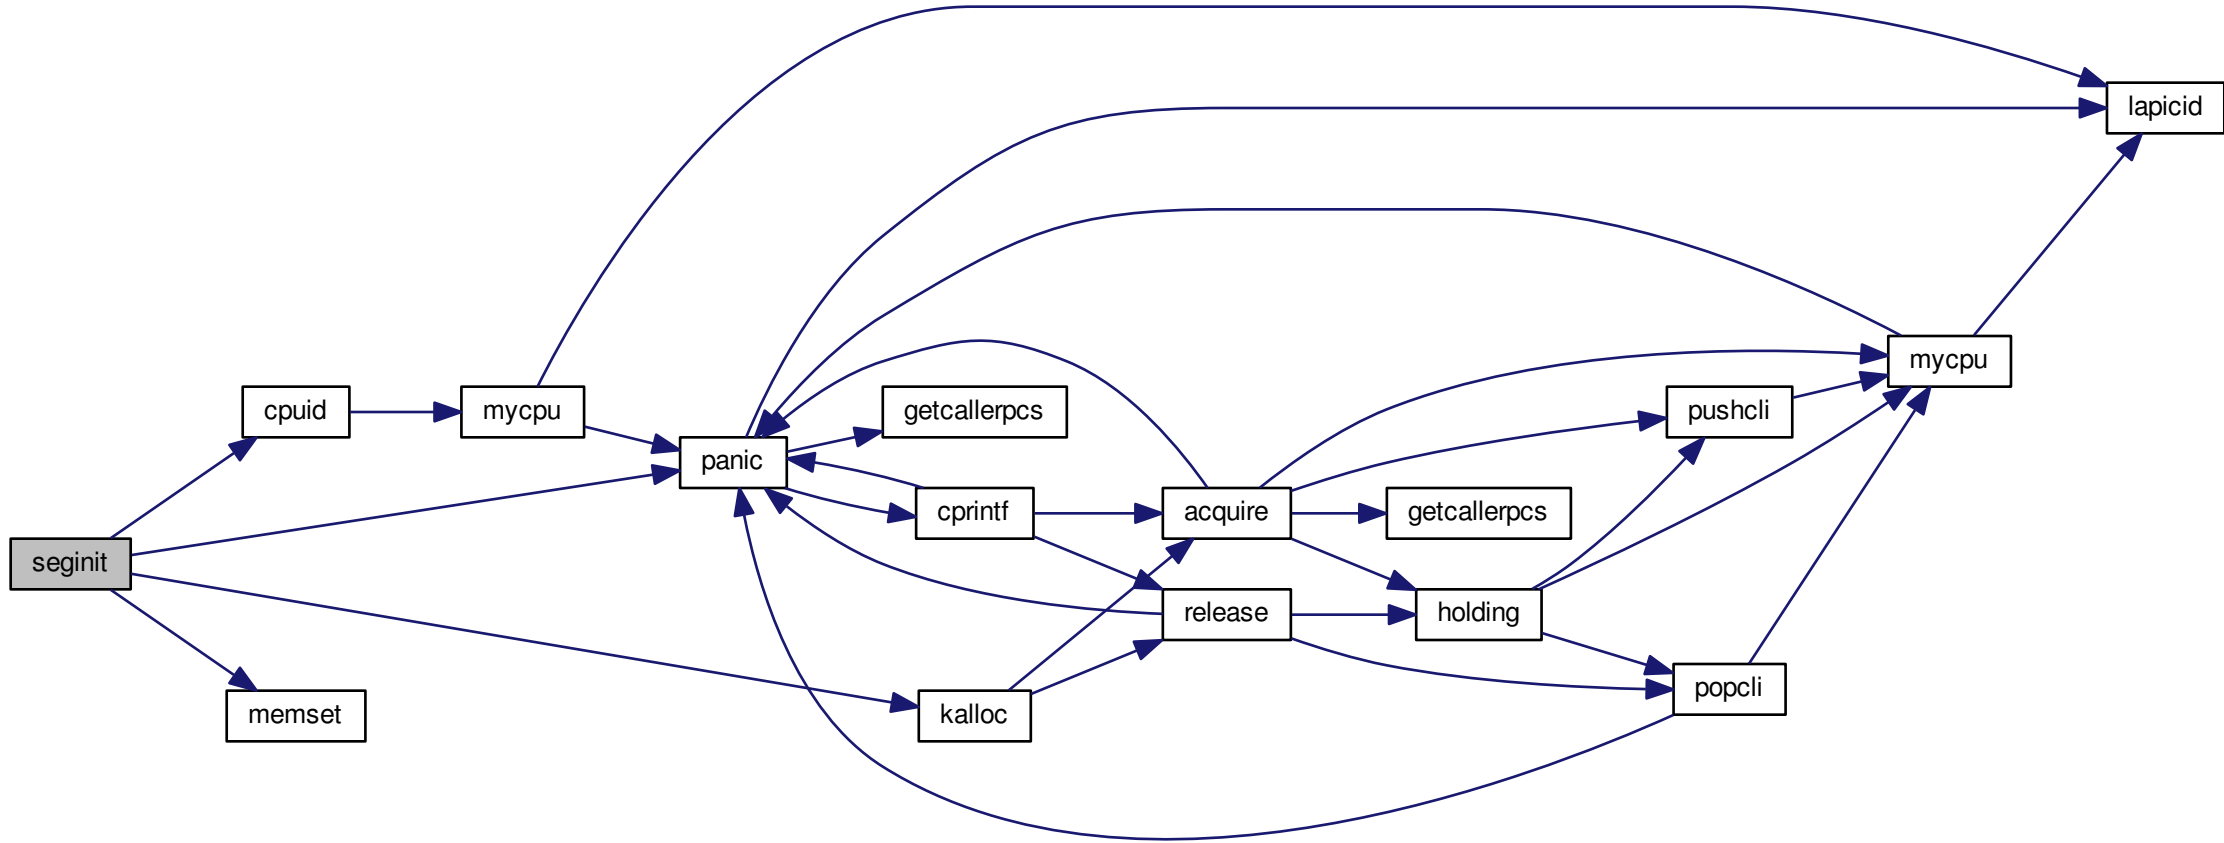 lapicid
mycpu
cpuid
mycpu
getcallerpcs
pushcli
panic
cprintf
acquire
getcallerpcs
seginit
release
holding
popcli
memset
kalloc